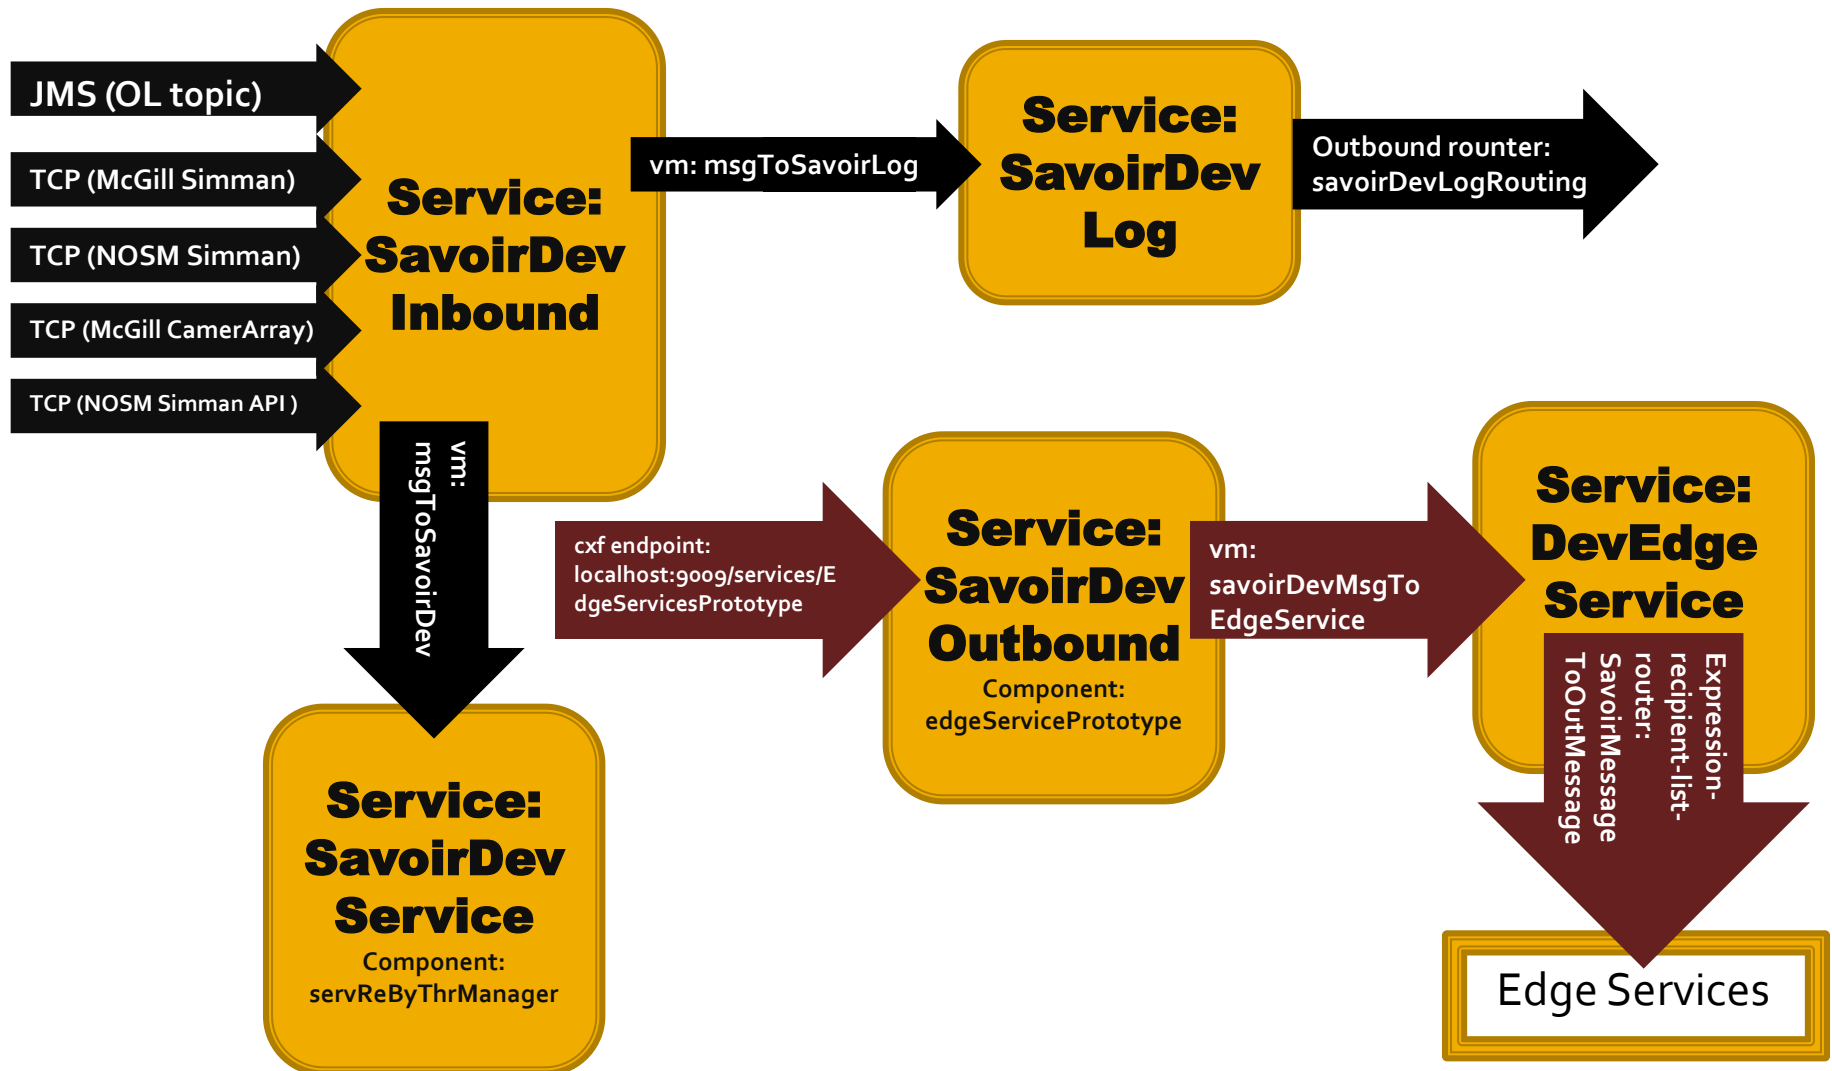 JMS (OL topic)
TCP (McGill Simman)
TCP (NOSM Simman)
TCP (McGill CamerArray)
TCP (NOSM Simman API )
Service:
SavoirDev
Inbound
vm: msgToSavoirLog
Service:
SavoirDev
Log
Outbound rounter:
savoirDevLogRouting
vm:
msgToSavoirDev
Service:
SavoirDev
Service
Component:
servReByThrManager
cxf endpoint:
localhost:9009/services/E
dgeServicesPrototype
Service:
SavoirDev
Outbound
Component:
edgeServicePrototype
vm:
savoirDevMsgTo
EdgeService
Service:
DevEdge
Service
Expression-
recipient-list-
router:
SavoirMessage
ToOutMessage
Edge Services